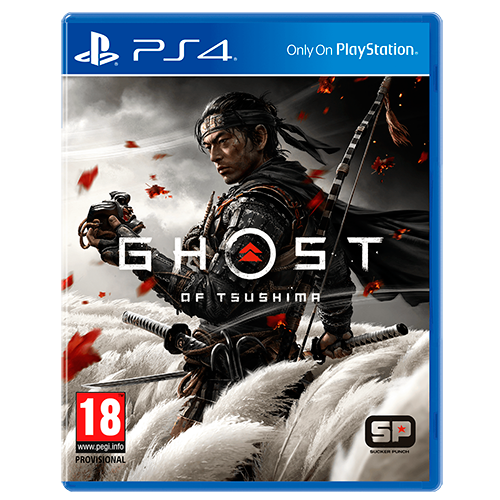 PS4
Only On PlayStation
GHOST
OF TSUSHIMA
18
www.pegi.info
PROVISIONAL
SP
SUCKER PUNCH